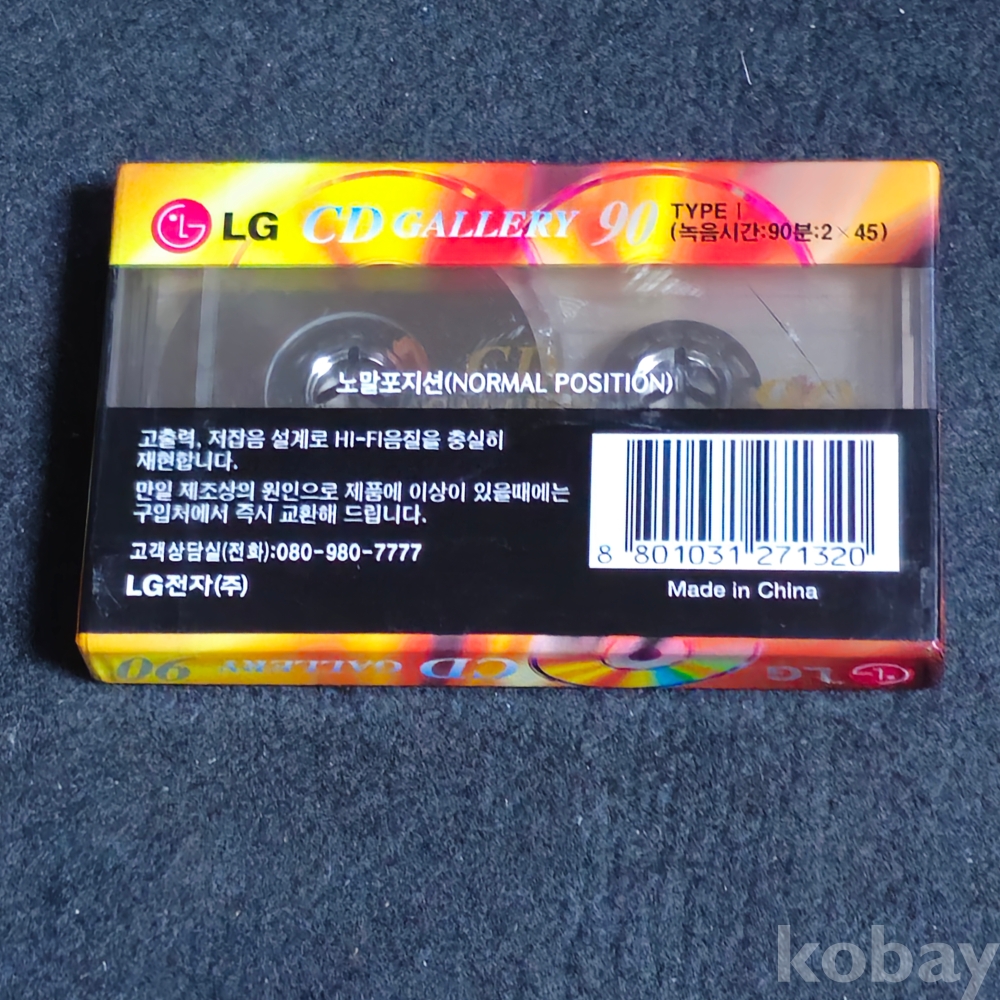 LG CD GALLERY 90 TYPE I
(녹음시간:90분:2×45)
노말포지션(NORMAL POSITION)
고출력, 저잡음 설계로 HI-FI음질을 충실히
재현합니다.
만일 제조상의 원인으로 제품에 이상이 있을때에는
구입처에서 즉시 교환해 드립니다.
고객상담실(전화):080-980-7777
LG전자(주)
8 801031 271320
Made in China
LG CD GALLERY 90
kobay